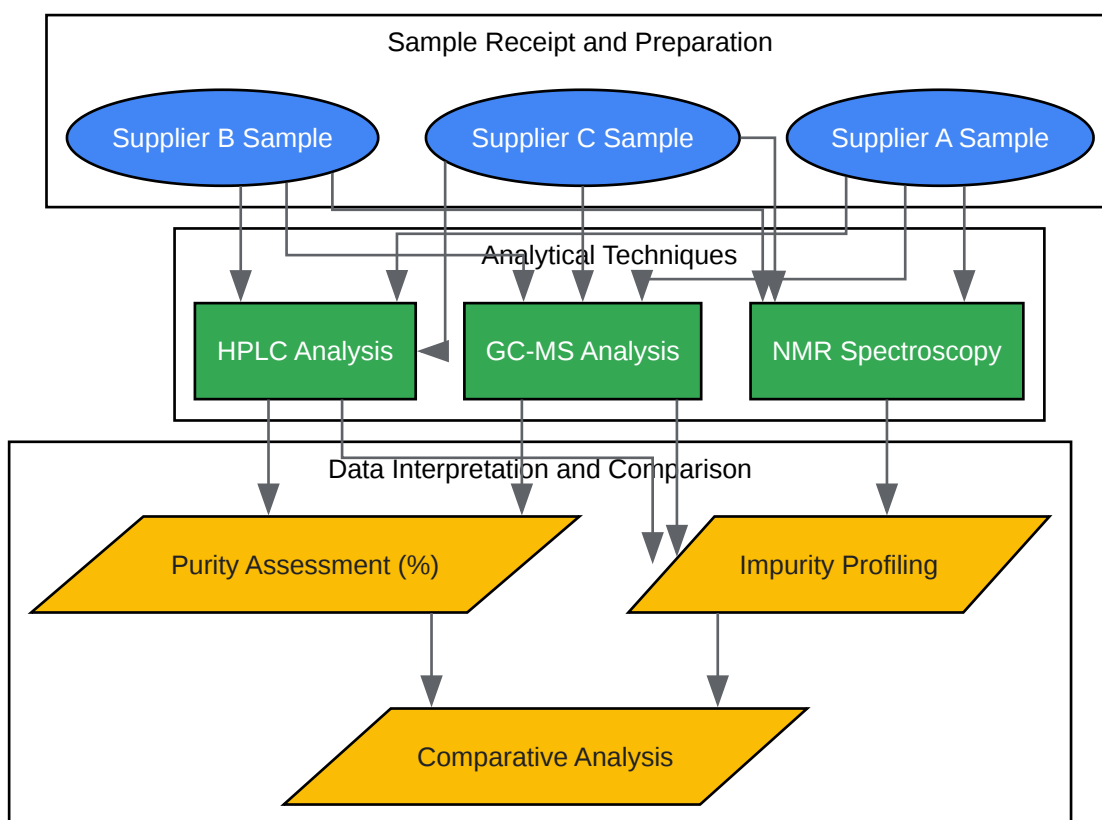 Sample Receipt and Preparation
Supplier B Sample
Supplier C Sample
Supplier A Sample
Analytical Techniques
HPLC Analysis
GC-MS Analysis
NMR Spectroscopy
Data Interpretation and Comparison
Purity Assessment (%)
Impurity Profiling
Comparative Analysis